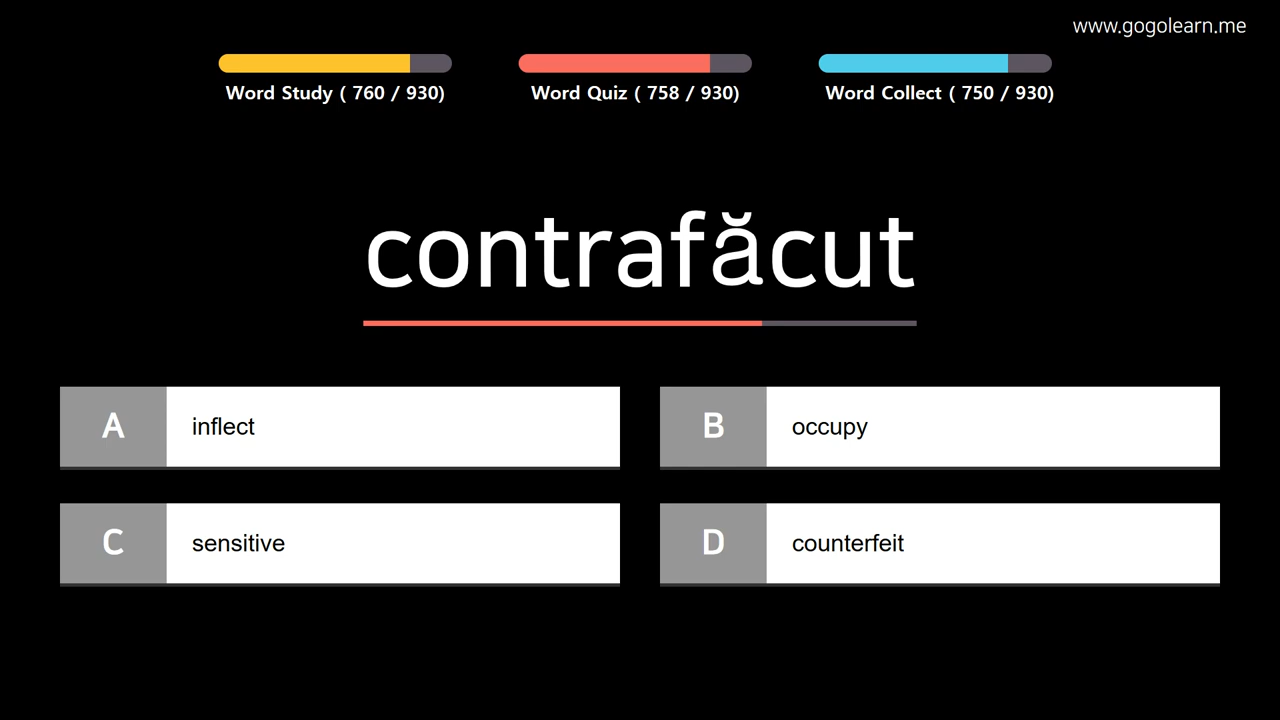 www.gogolearn.me
Word Study ( 760 / 930)
Word Quiz ( 758 / 930)
Word Collect ( 750 / 930)
contrafăcut
A inflect
B occupy
C sensitive
D counterfeit